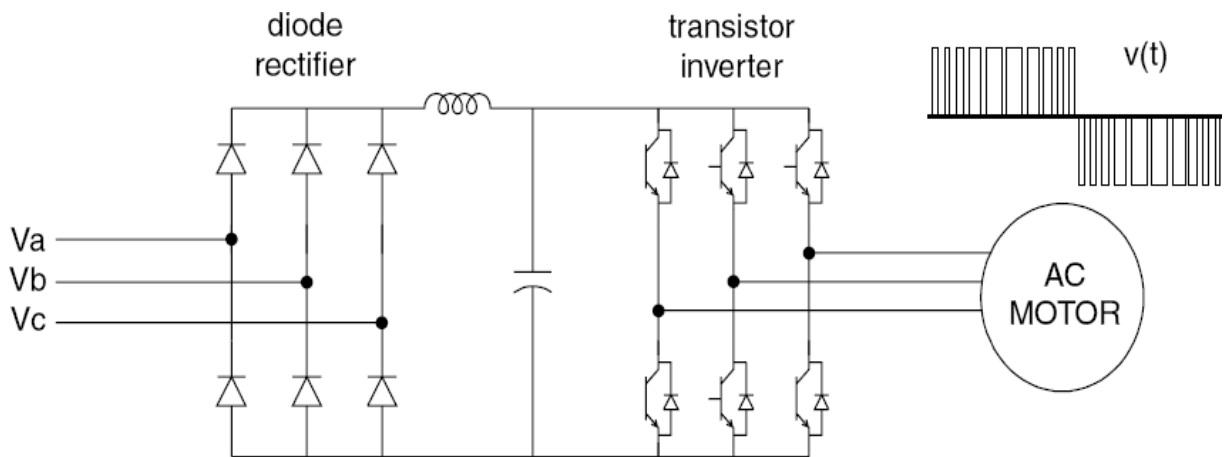 diode
rectifier
transistor
inverter
v(t)
Va
Vb
Vc
AC
MOTOR